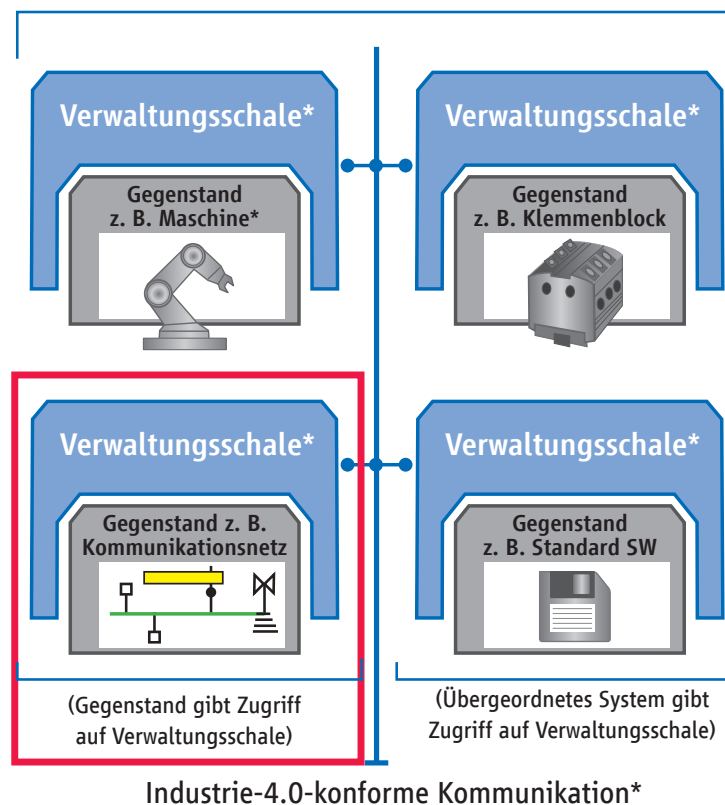 Verwaltungsschale*
Gegenstand
z. B. Maschine*
Verwaltungsschale*
Gegenstand
z. B. Klemmenblock
Verwaltungsschale*
Gegenstand z. B.
Kommunikationsnetz
(Gegenstand gibt Zugriff
auf Verwaltungsschale)
Verwaltungsschale*
Gegenstand
z. B. Standard SW
(Übergeordnetes System gibt
Zugriff auf Verwaltungsschale)
Industrie-4.0-konforme Kommunikation*